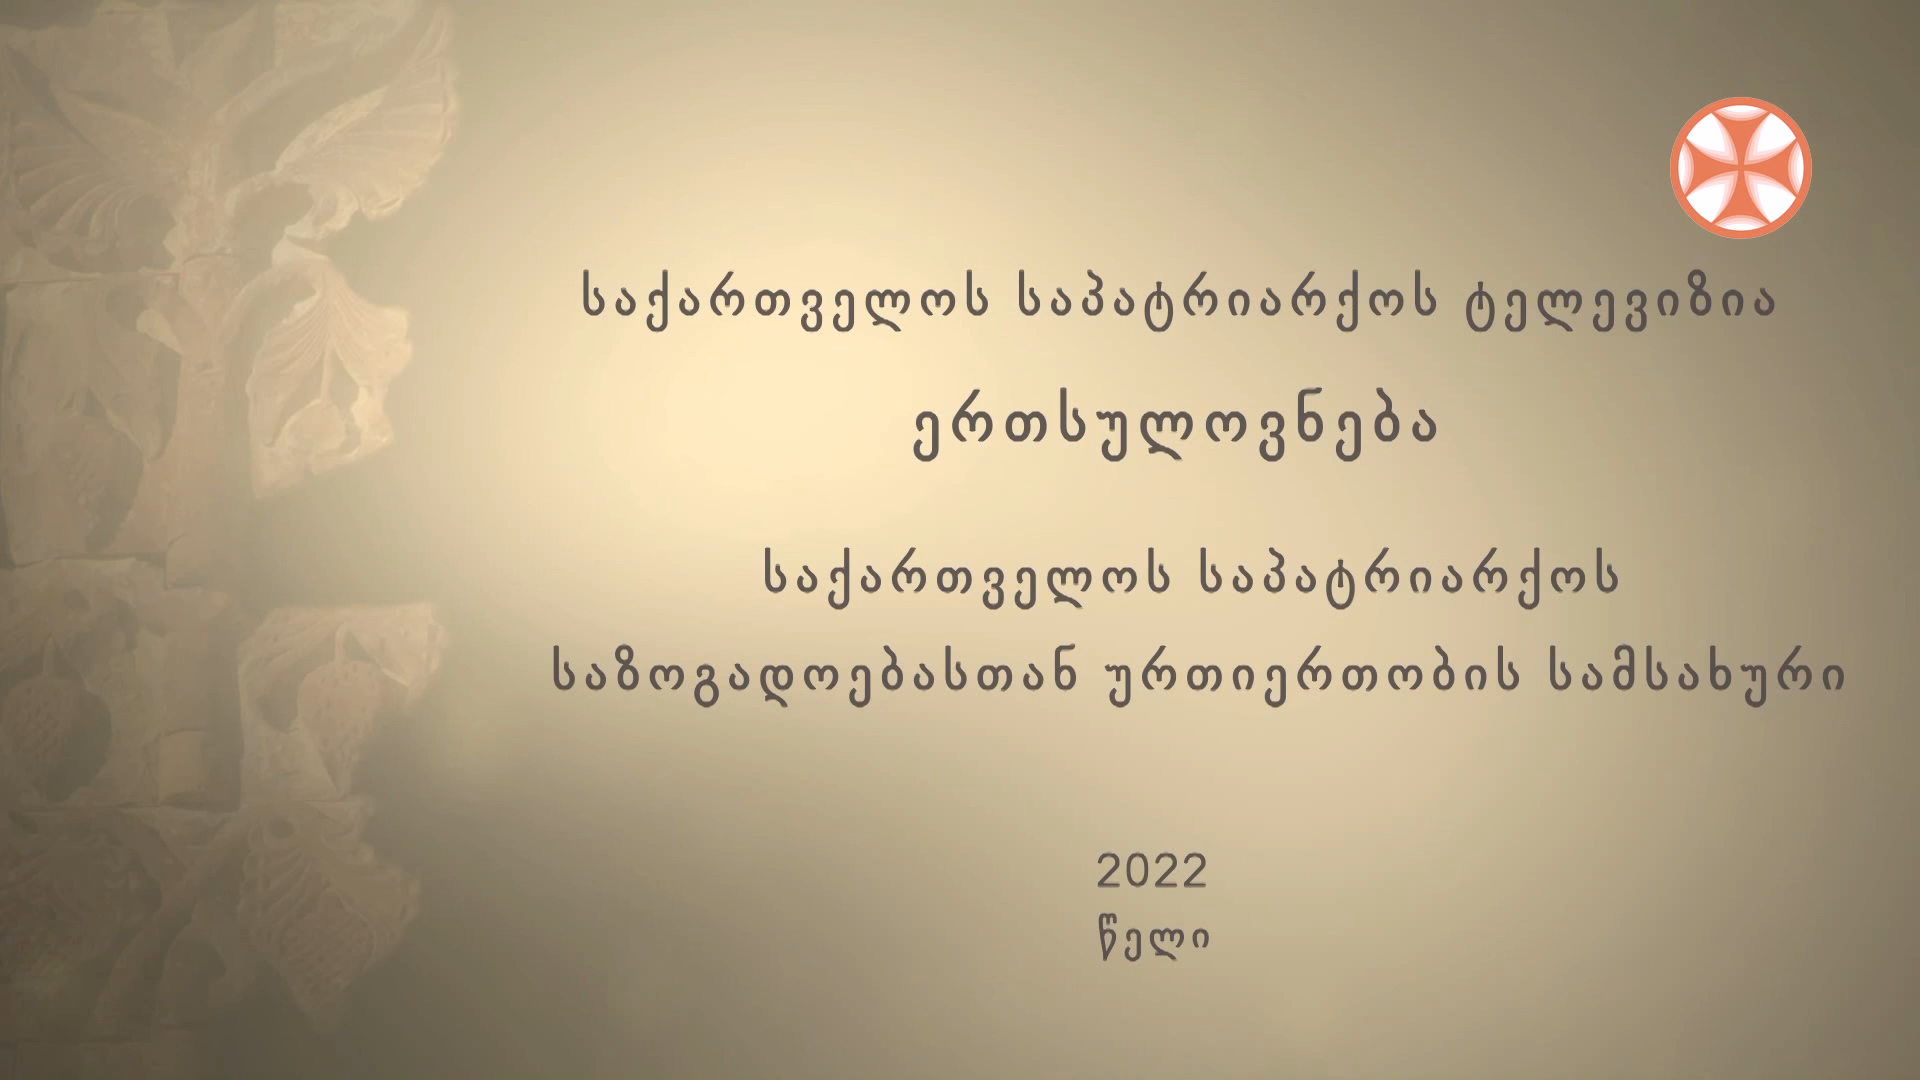 საქართველოს საპატრიარქოს ტელევიზია
ერთსულოვნება
საქართველოს საპატრიარქოს
საზოგადოებასთან ურთიერთობის სამსახური
2022
წელი